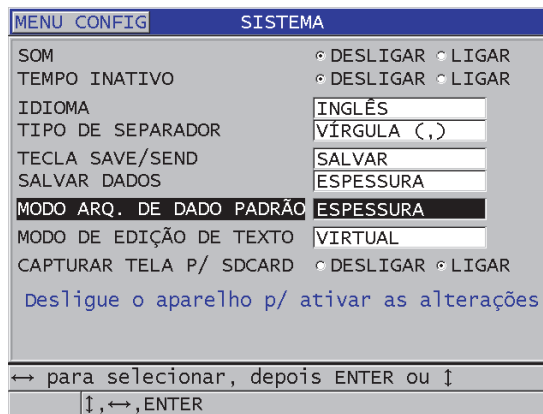 MENU CONFIG SISTEMA
SOM DESLIGAR LIGAR
TEMPO INATIVO DESLIGAR LIGAR
IDIOMA INGLÊS
TIPO DE SEPARADOR VÍRGULA (,)
TECLA SAVE/SEND SALVAR
SALVAR DADOS ESPESSURA
MODO ARQ. DE DADO PADRÃO ESPESSURA
MODO DE EDIÇÃO DE TEXTO VIRTUAL
CAPTURAR TELA P/ SDCARD DESLIGAR LIGAR
Desligue o aparelho p/ ativar as alterações
↔ para selecionar, depois ENTER ou ↕
↕,↔,ENTER